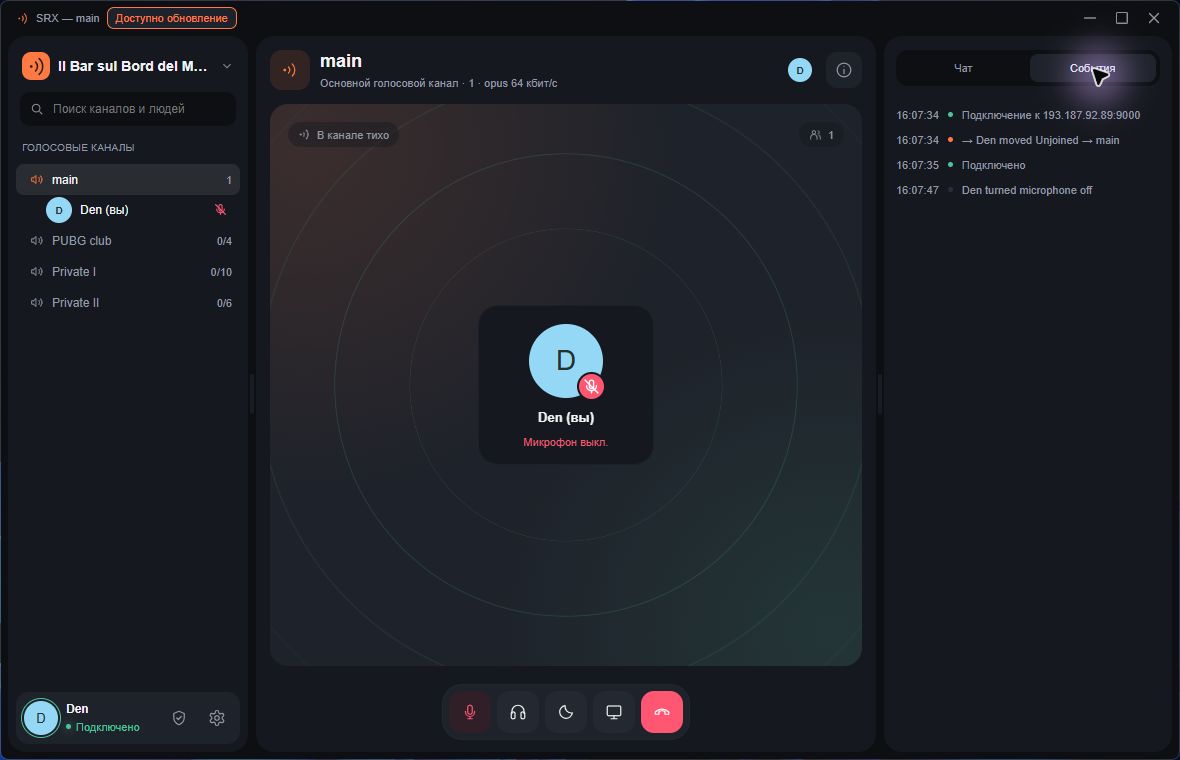 SRX — main
Доступно обновление
Il Bar sul Bord del M...
Поиск каналов и людей
ГОЛОСОВЫЕ КАНАЛЫ
main 1
D Den (вы)
PUBG club 0/4
Private I 0/10
Private II 0/6
D
Den
Подключено
main
Основной голосовой канал · 1 · opus 64 кбит/с
D
В канале тихо
1
D
Den (вы)
Микрофон выкл.
Чат
События
16:07:34 Подключение к 193.187.92.89:9000
16:07:34 → Den moved Unjoined → main
16:07:35 Подключено
16:07:47 Den turned microphone off